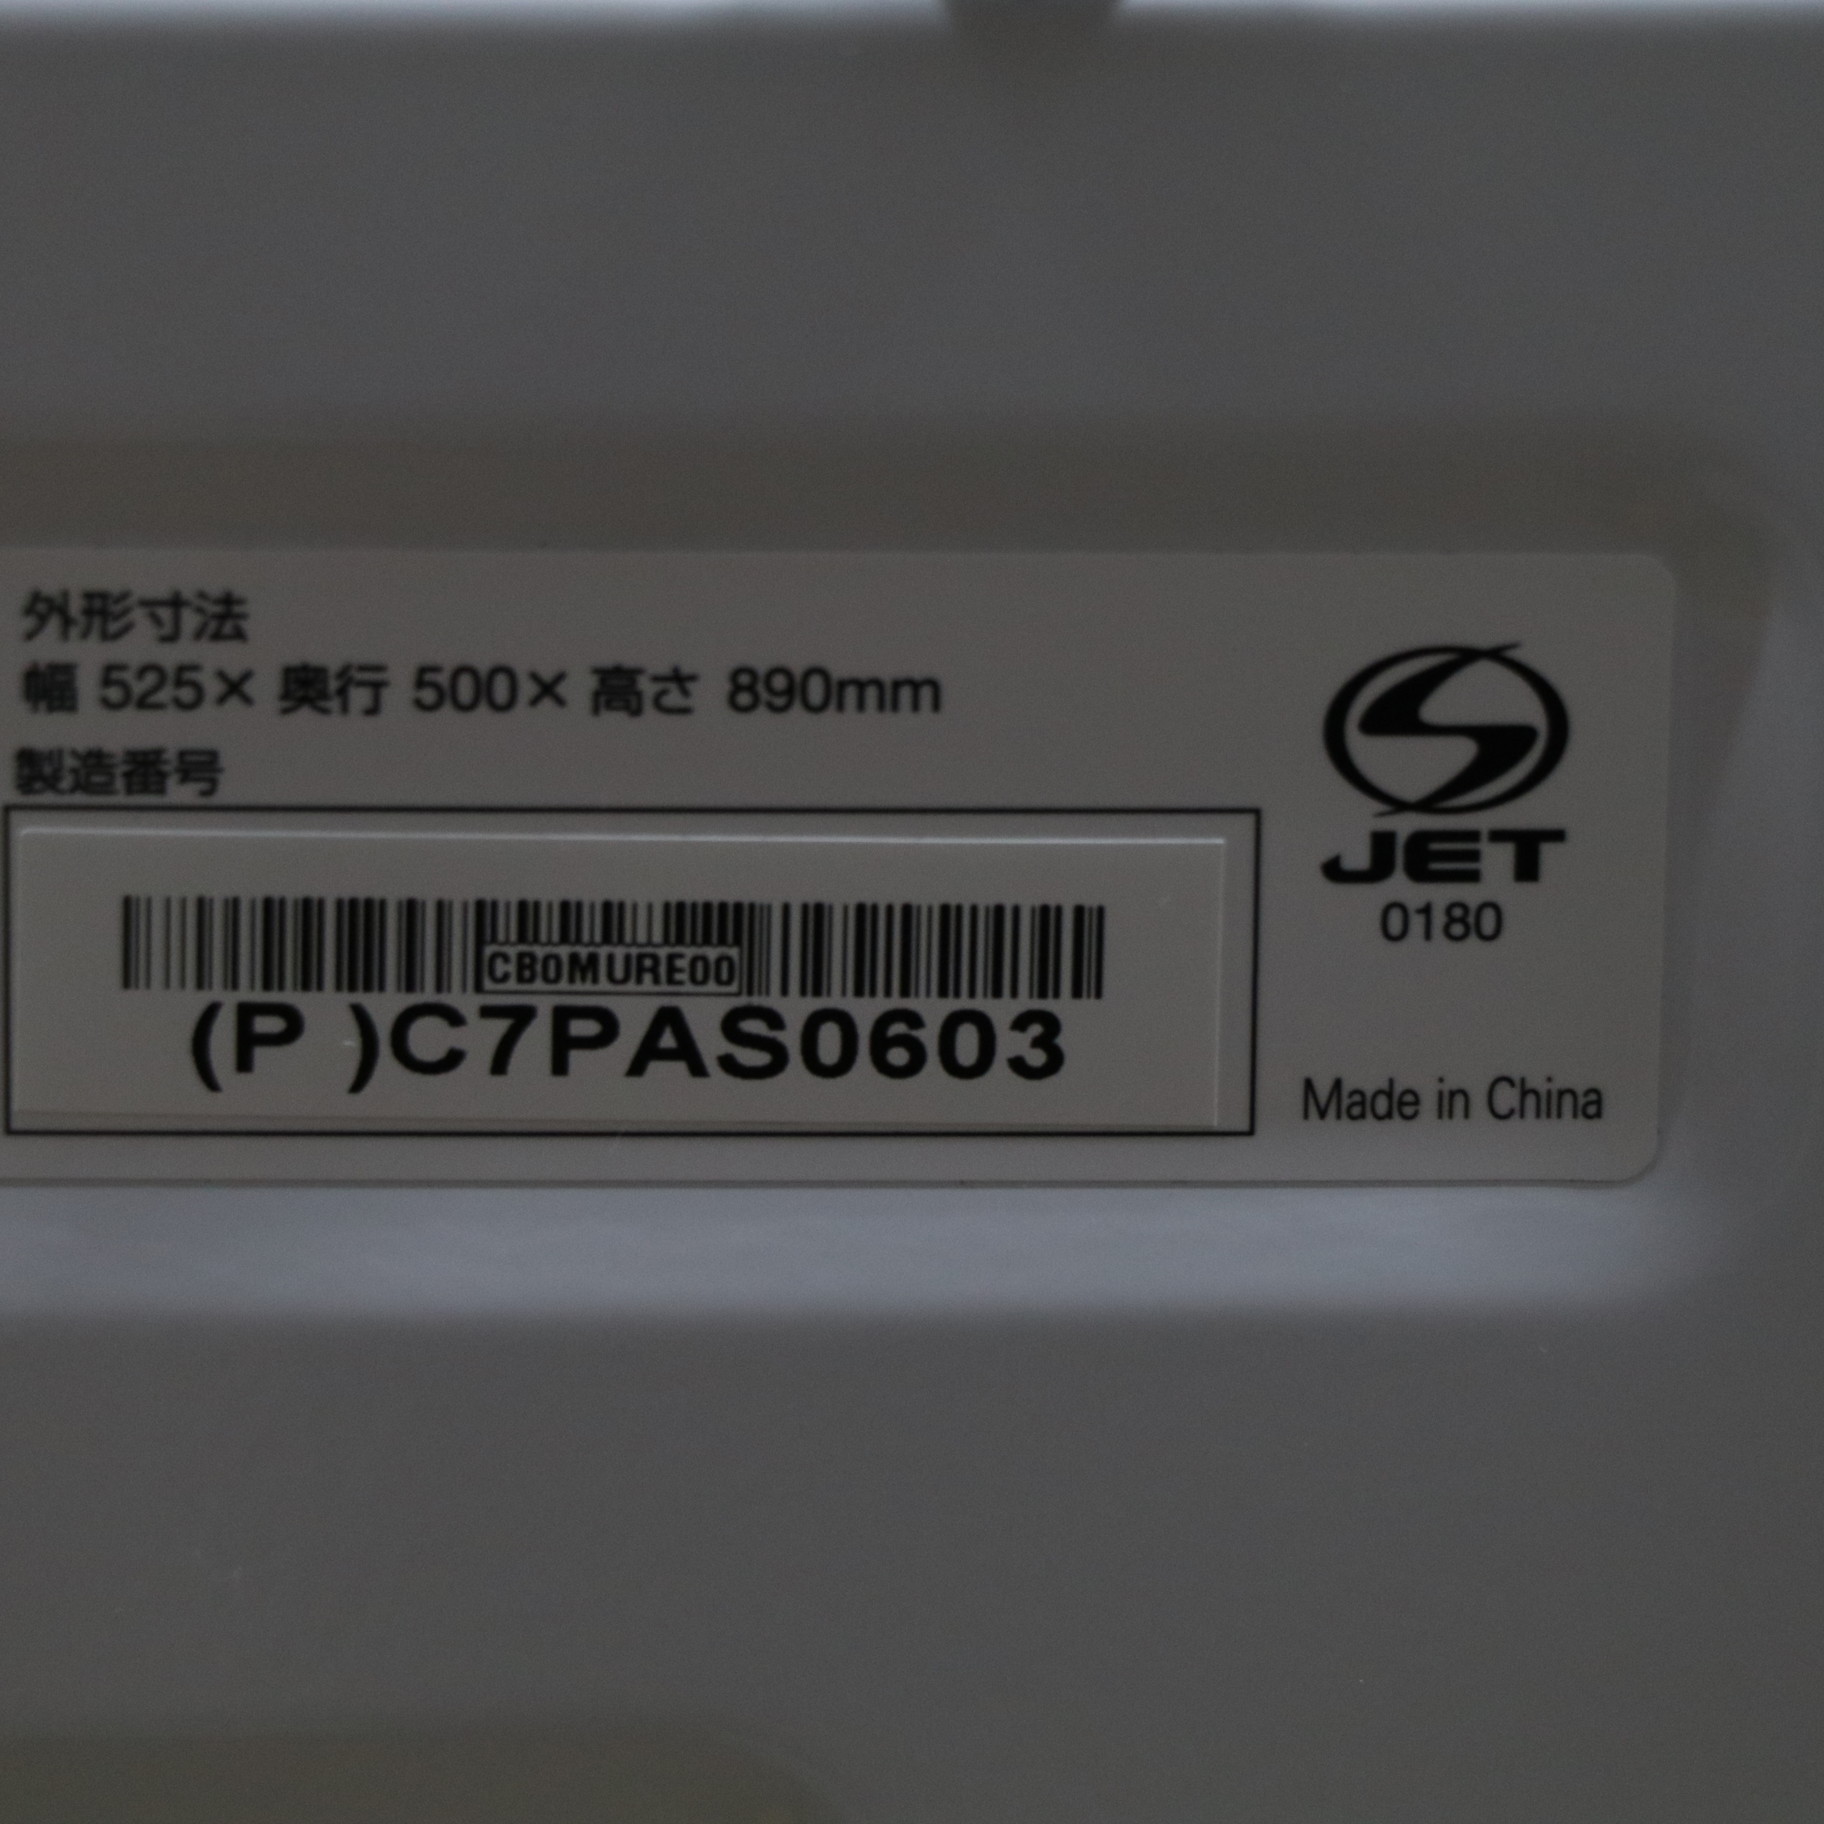 外形寸法
幅 525× 奥行 500× 高さ 890mm
製造番号
CB0MURE00
(P )C7PAS0603
JET
0180
Made in China